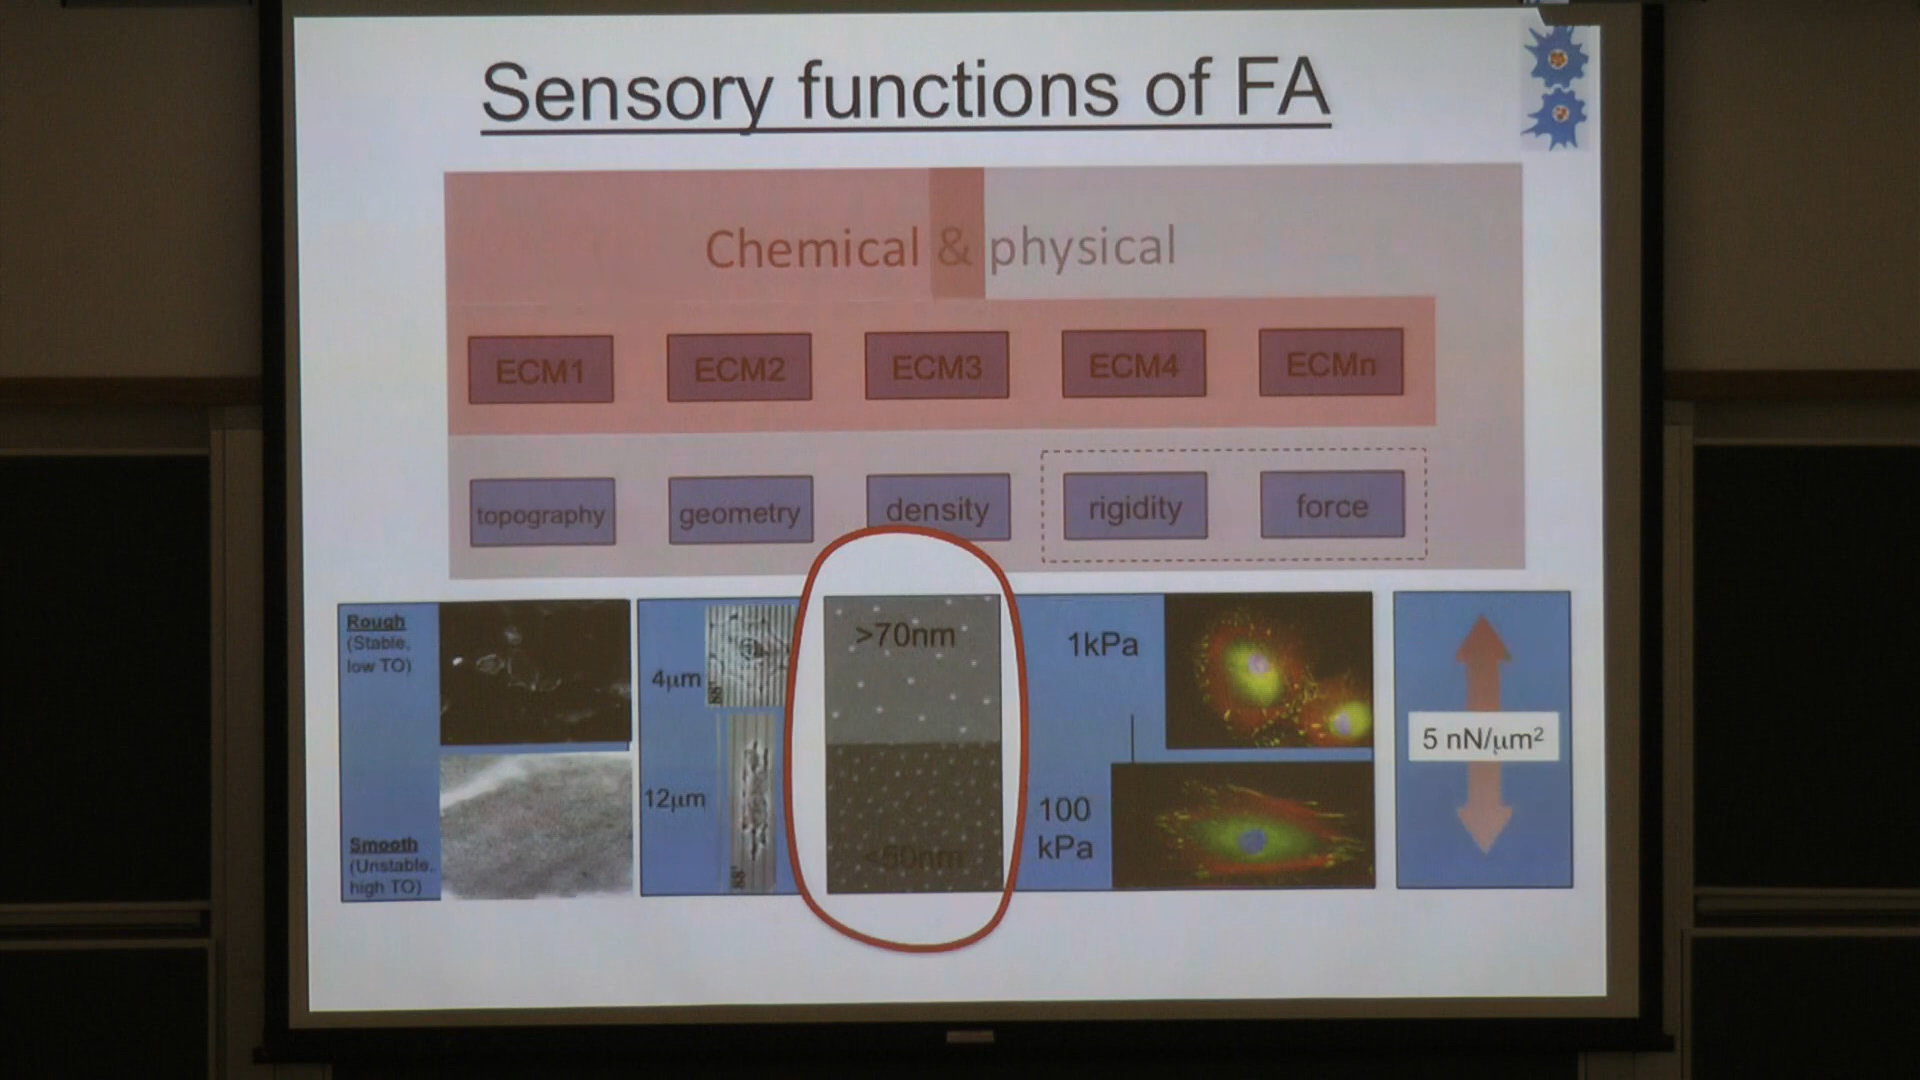 Sensory functions of FA
Chemical & physical
ECM1
ECM2
ECM3
ECM4
ECMn
topography
geometry
density
rigidity
force
Rough
(Stable,
low TO)
Smooth
(Unstable,
high TO)
4µm
12µm
>70nm
<50nm
1kPa
100
kPa
5 nN/µm²